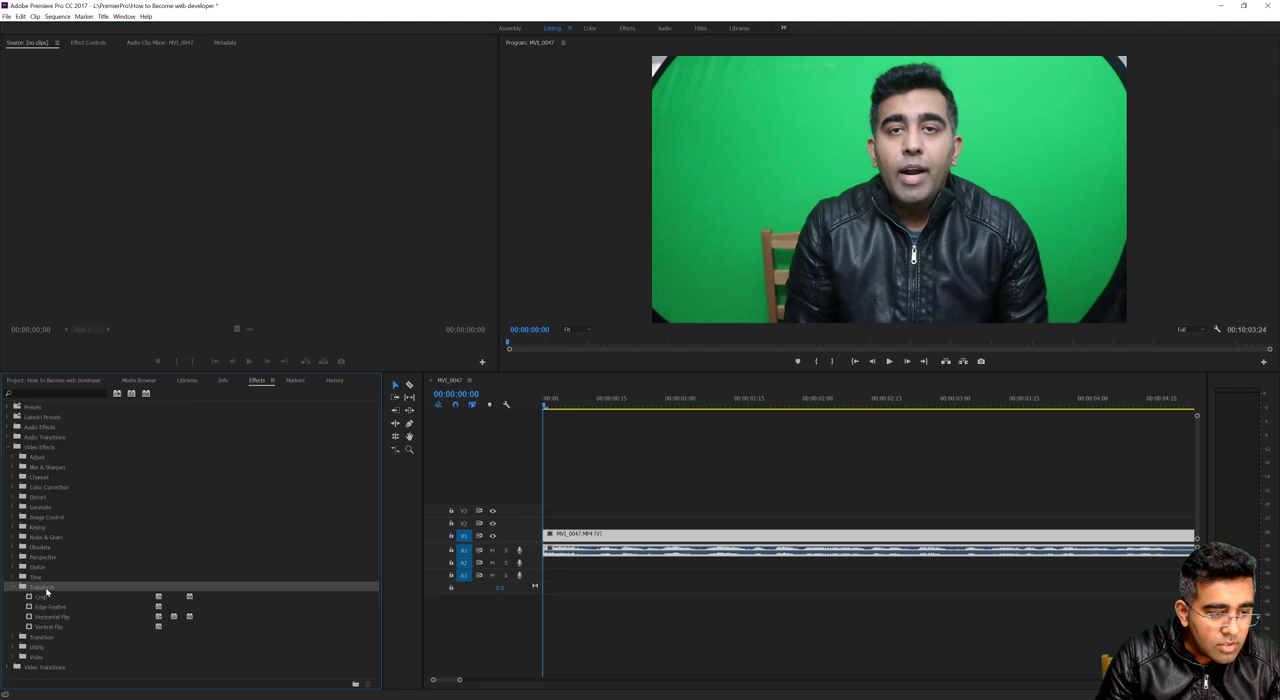 Adobe Premiere Pro CC 2017 - L:\PremierPro\How to Become web developer *
File Edit Clip Sequence Marker Title Window Help
Assembly Editing Color Effects Audio Titles Libraries
Source: (no clips) Effect Controls Audio Clip Mixer: MVI_0047 Metadata
Program: MVI_0047
00;00;00;00 00;00;00;00
00:00:00:00 Fit Full 00:10:03:24
Project: How to Become web developer Media Browser Libraries Info Effects Markers History
Presets
Lumetri Presets
Audio Effects
Audio Transitions
Video Effects
Adjust
Blur & Sharpen
Channel
Color Correction
Distort
Generate
Image Control
Keying
Noise & Grain
Obsolete
Perspective
Stylize
Time
Transform
Crop
Edge Feather
Horizontal Flip
Vertical Flip
Transition
Utility
Video
Video Transitions
MVI_0047
00:00:00:00
:00:00 00:00:00:15 00:00:01:00 00:00:01:15 00:00:02:00 00:00:02:15 00:00:03:00 00:00:03:15 00:00:04:00 00:00:04:15
V3
V2
V1 MVI_0047.MP4 [V]
A1 M S
A2 M S
A3 M S
0.0